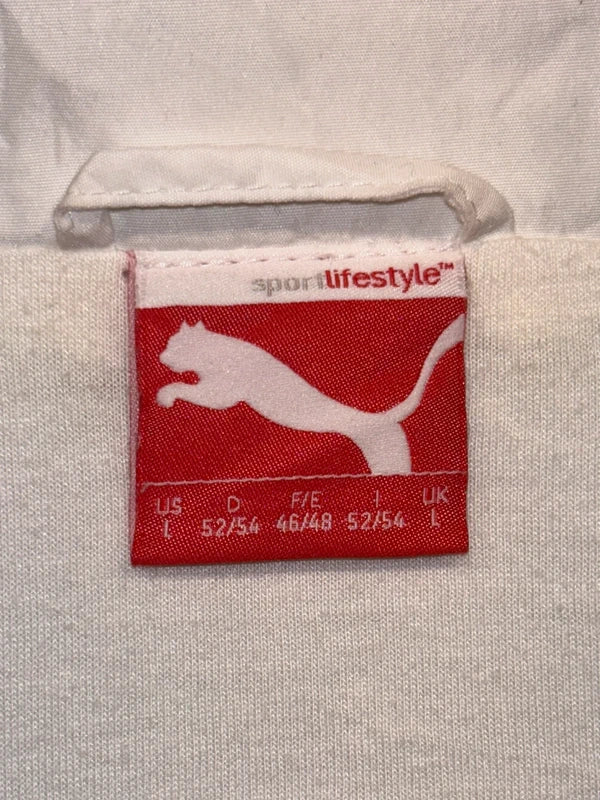 sportlifestyle™
US D F/E I UK
L 52/54 46/48 52/54 L